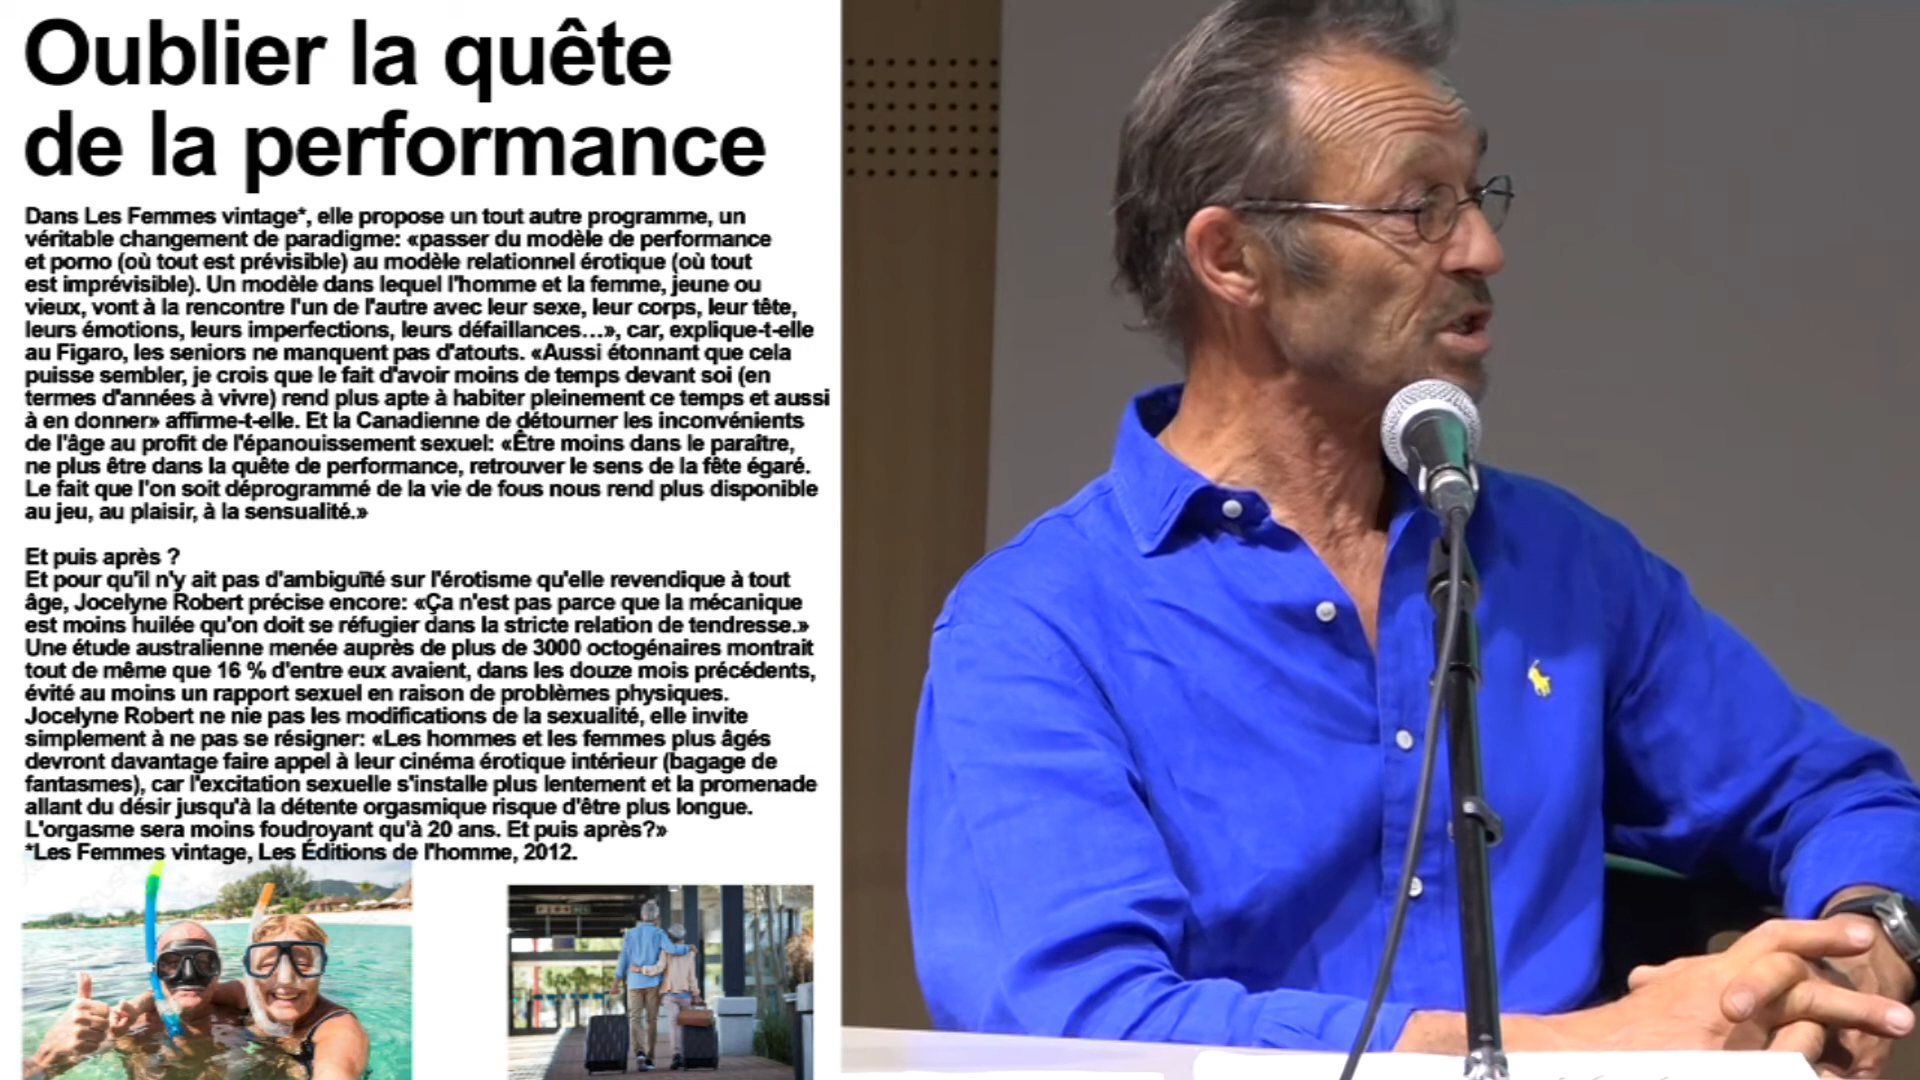 Oublier la quête
de la performance
Dans Les Femmes vintage*, elle propose un tout autre programme, un
véritable changement de paradigme: «passer du modèle de performance
et porno (où tout est prévisible) au modèle relationnel érotique (où tout
est imprévisible). Un modèle dans lequel l'homme et la femme, jeune ou
vieux, vont à la rencontre l'un de l'autre avec leur sexe, leur corps, leur tête,
leurs émotions, leurs imperfections, leurs défaillances…», car, explique-t-elle
au Figaro, les seniors ne manquent pas d'atouts. «Aussi étonnant que cela
puisse sembler, je crois que le fait d'avoir moins de temps devant soi (en
termes d'années à vivre) rend plus apte à habiter pleinement ce temps et aussi
à en donner» affirme-t-elle. Et la Canadienne de détourner les inconvénients
de l'âge au profit de l'épanouissement sexuel: «Être moins dans le paraître,
ne plus être dans la quête de performance, retrouver le sens de la fête égaré.
Le fait que l'on soit déprogrammé de la vie de fous nous rend plus disponible
au jeu, au plaisir, à la sensualité.»
Et puis après ?
Et pour qu'il n'y ait pas d'ambiguïté sur l'érotisme qu'elle revendique à tout
âge, Jocelyne Robert précise encore: «Ça n'est pas parce que la mécanique
est moins huilée qu'on doit se réfugier dans la stricte relation de tendresse.»
Une étude australienne menée auprès de plus de 3000 octogénaires montrait
tout de même que 16 % d'entre eux avaient, dans les douze mois précédents,
évité au moins un rapport sexuel en raison de problèmes physiques.
Jocelyne Robert ne nie pas les modifications de la sexualité, elle invite
simplement à ne pas se résigner: «Les hommes et les femmes plus âgés
devront davantage faire appel à leur cinéma érotique intérieur (bagage de
fantasmes), car l'excitation sexuelle s'installe plus lentement et la promenade
allant du désir jusqu'à la détente orgasmique risque d'être plus longue.
L'orgasme sera moins foudroyant qu'à 20 ans. Et puis après?»
*Les Femmes vintage, Les Éditions de l'homme, 2012.